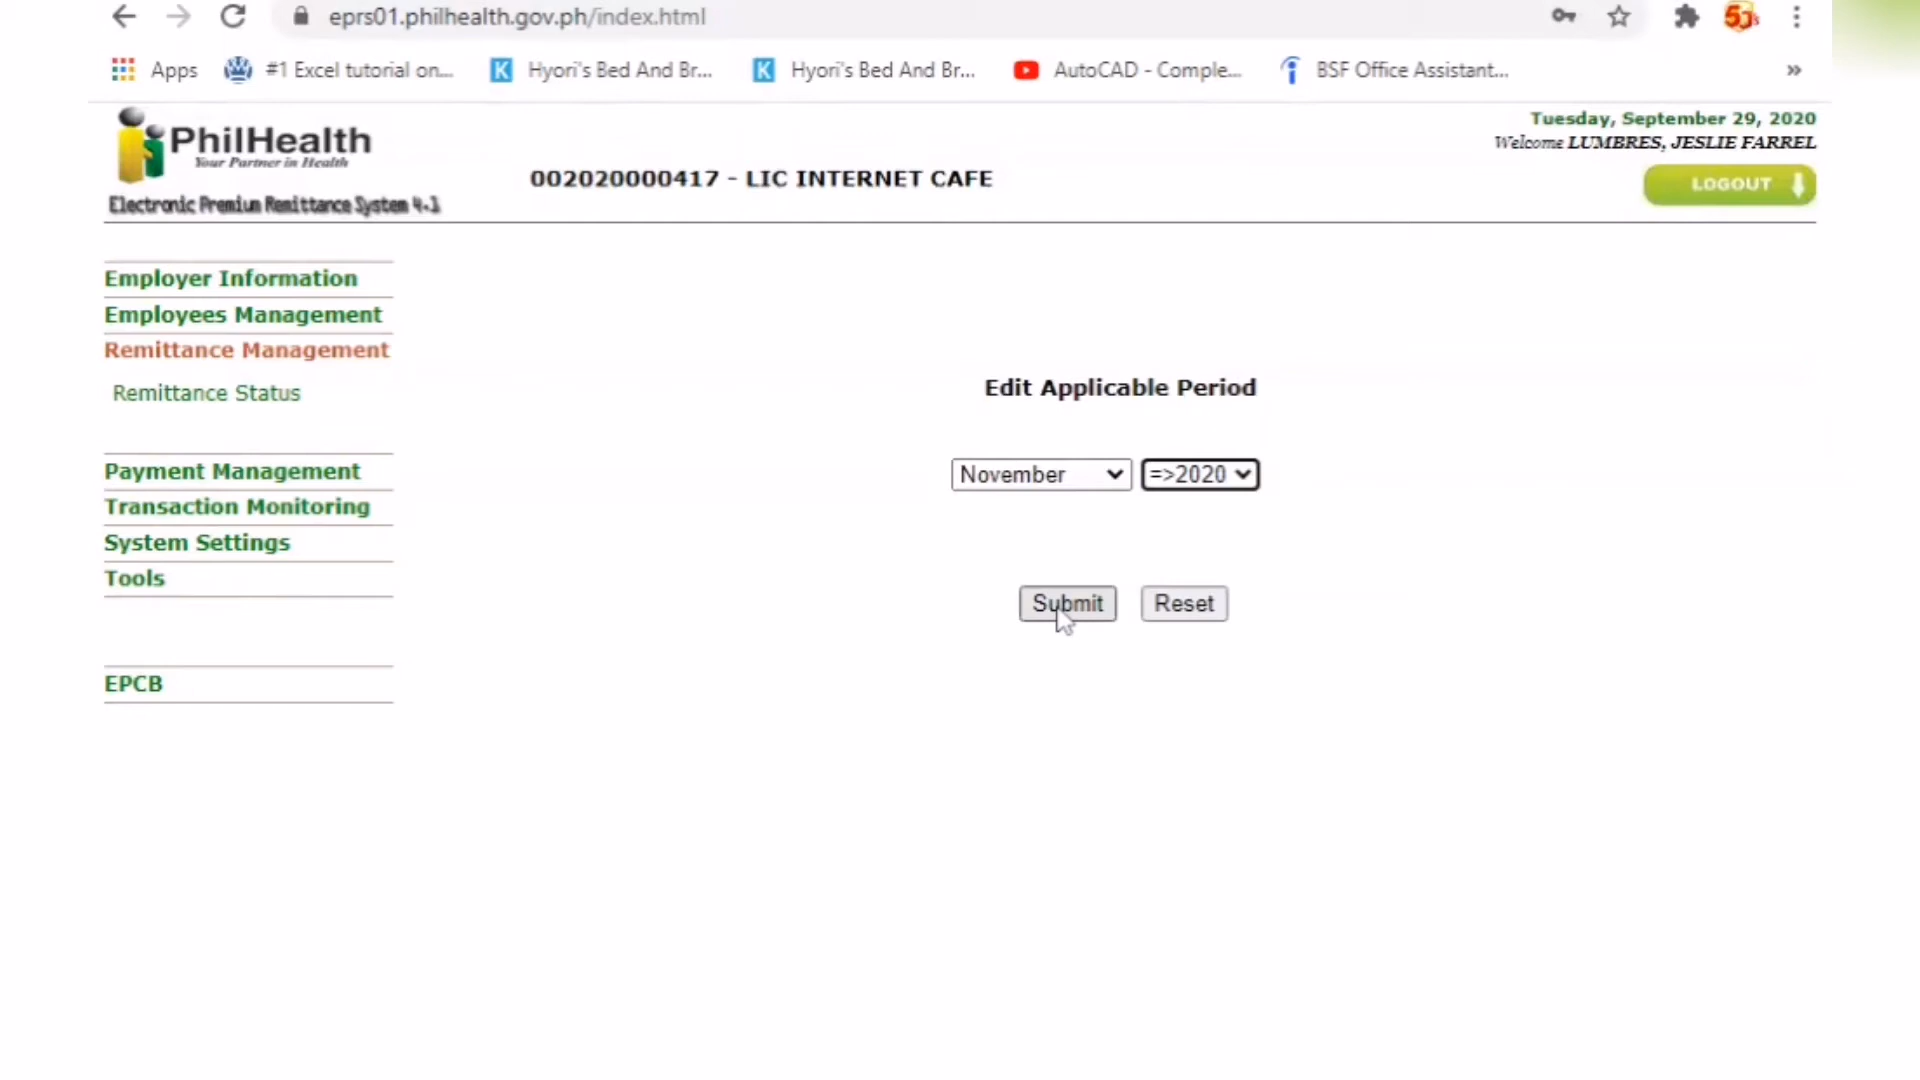 eprs01.philhealth.gov.ph/index.html
5J's
Apps #1 Excel tutorial on... Hyori's Bed And Br... Hyori's Bed And Br... AutoCAD - Comple... BSF Office Assistant... »
PhilHealth
Your Partner in Health
Electronic Premium Remittance System 4.1
002020000417 - LIC INTERNET CAFE
Tuesday, September 29, 2020
Welcome LUMBRES, JESLIE FARREL
LOGOUT
Employer Information
Employees Management
Remittance Management
Remittance Status
Payment Management
Transaction Monitoring
System Settings
Tools
EPCB
Edit Applicable Period
November =>2020
Submit Reset